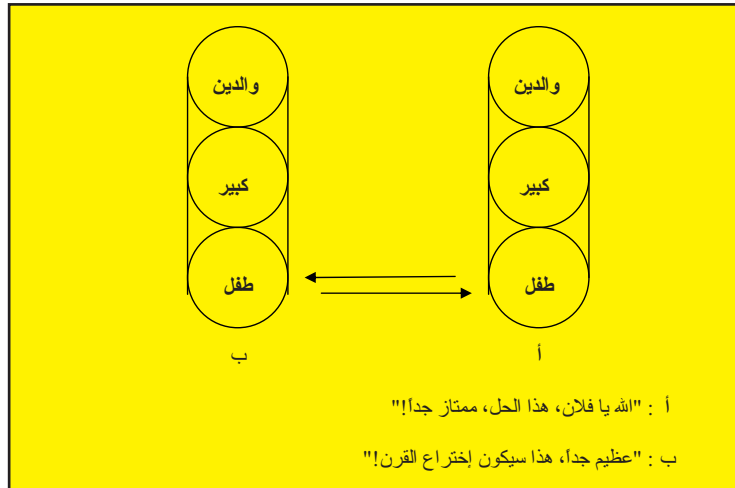 والدين والدين
كبير كبير
طفل طفل
أ ب
أ : "الله يا فلان، هذا الحل، ممتاز جداً!"
ب : "عظيم جداً، هذا سيكون إختراع القرن!"